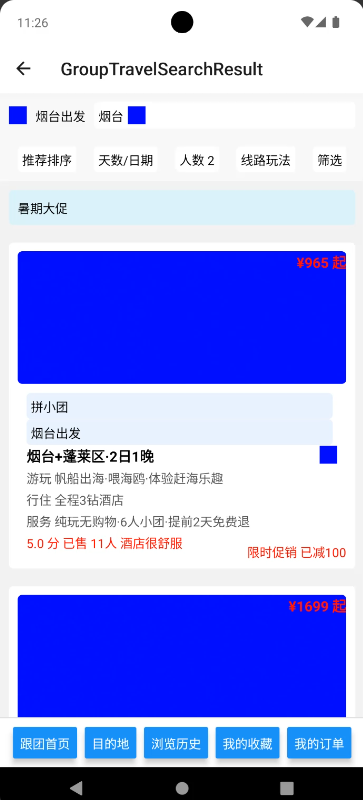 11:26
GroupTravelSearchResult
烟台出发 烟台
推荐排序 天数/日期 人数 2 线路玩法 筛选
暑期大促
¥965 起
拼小团
烟台出发
烟台+蓬莱区·2日1晚
游玩 帆船出海·喂海鸥·体验赶海乐趣
行住 全程3钻酒店
服务 纯玩无购物·6人小团·提前2天免费退
5.0 分 已售 11人 酒店很舒服
限时促销 已减100
¥1699 起
跟团首页 目的地 浏览历史 我的收藏 我的订单